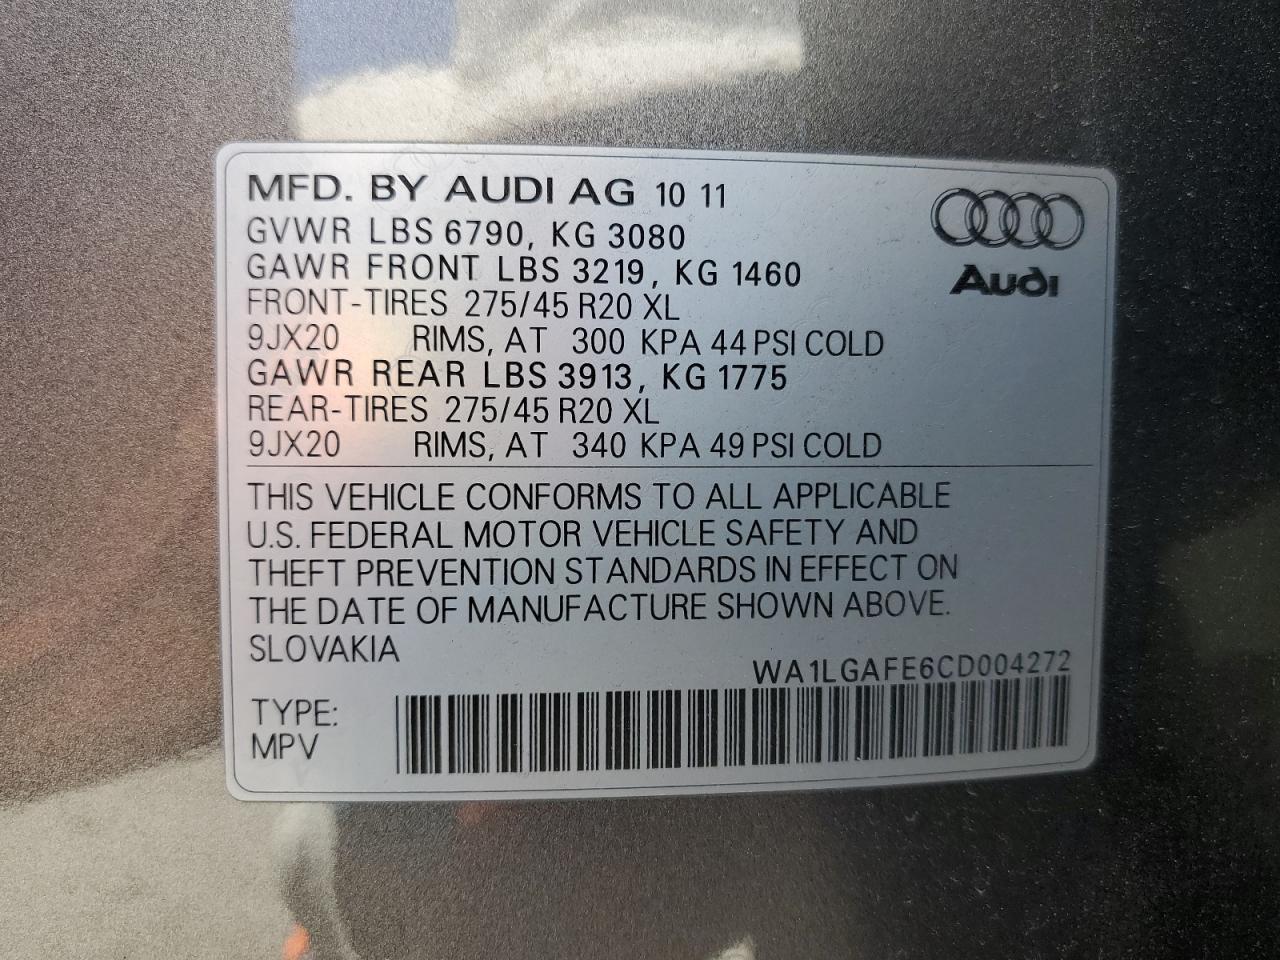 MFD. BY AUDI AG 10 11
GVWR LBS 6790, KG 3080
GAWR FRONT LBS 3219, KG 1460
FRONT-TIRES 275/45 R20 XL
9JX20 RIMS, AT 300 KPA 44 PSI COLD
GAWR REAR LBS 3913, KG 1775
REAR-TIRES 275/45 R20 XL
9JX20 RIMS, AT 340 KPA 49 PSI COLD
Audi
THIS VEHICLE CONFORMS TO ALL APPLICABLE
U.S. FEDERAL MOTOR VEHICLE SAFETY AND
THEFT PREVENTION STANDARDS IN EFFECT ON
THE DATE OF MANUFACTURE SHOWN ABOVE.
SLOVAKIA
WA1LGAFE6CD004272
TYPE:
MPV